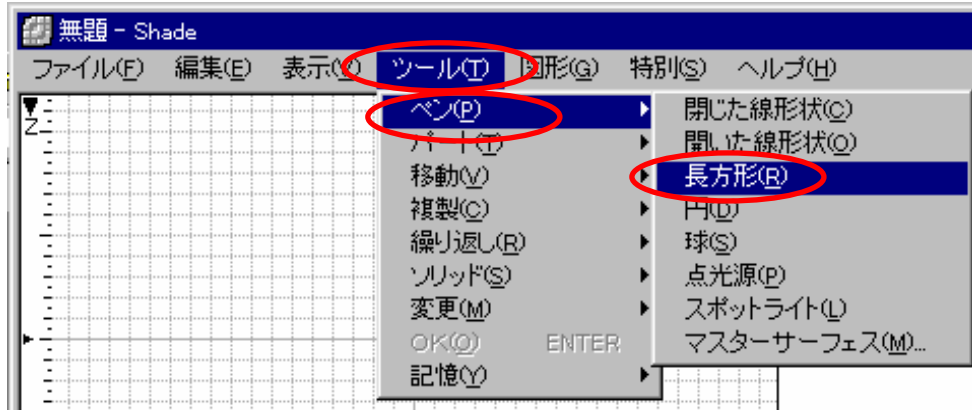 無題 - Shade
ファイル(F) 編集(E) 表示(V) ツール(T) 図形(G) 特別(S) ヘルプ(H)
Z
ペン(P)
パート(T)
移動(V)
複製(C)
繰り返し(R)
ソリッド(S)
変更(M)
OK(O) ENTER
記憶(Y)
閉じた線形状(C)
開いた線形状(O)
長方形(R)
円(D)
球(S)
点光源(P)
スポットライト(L)
マスターサーフェス(M)...